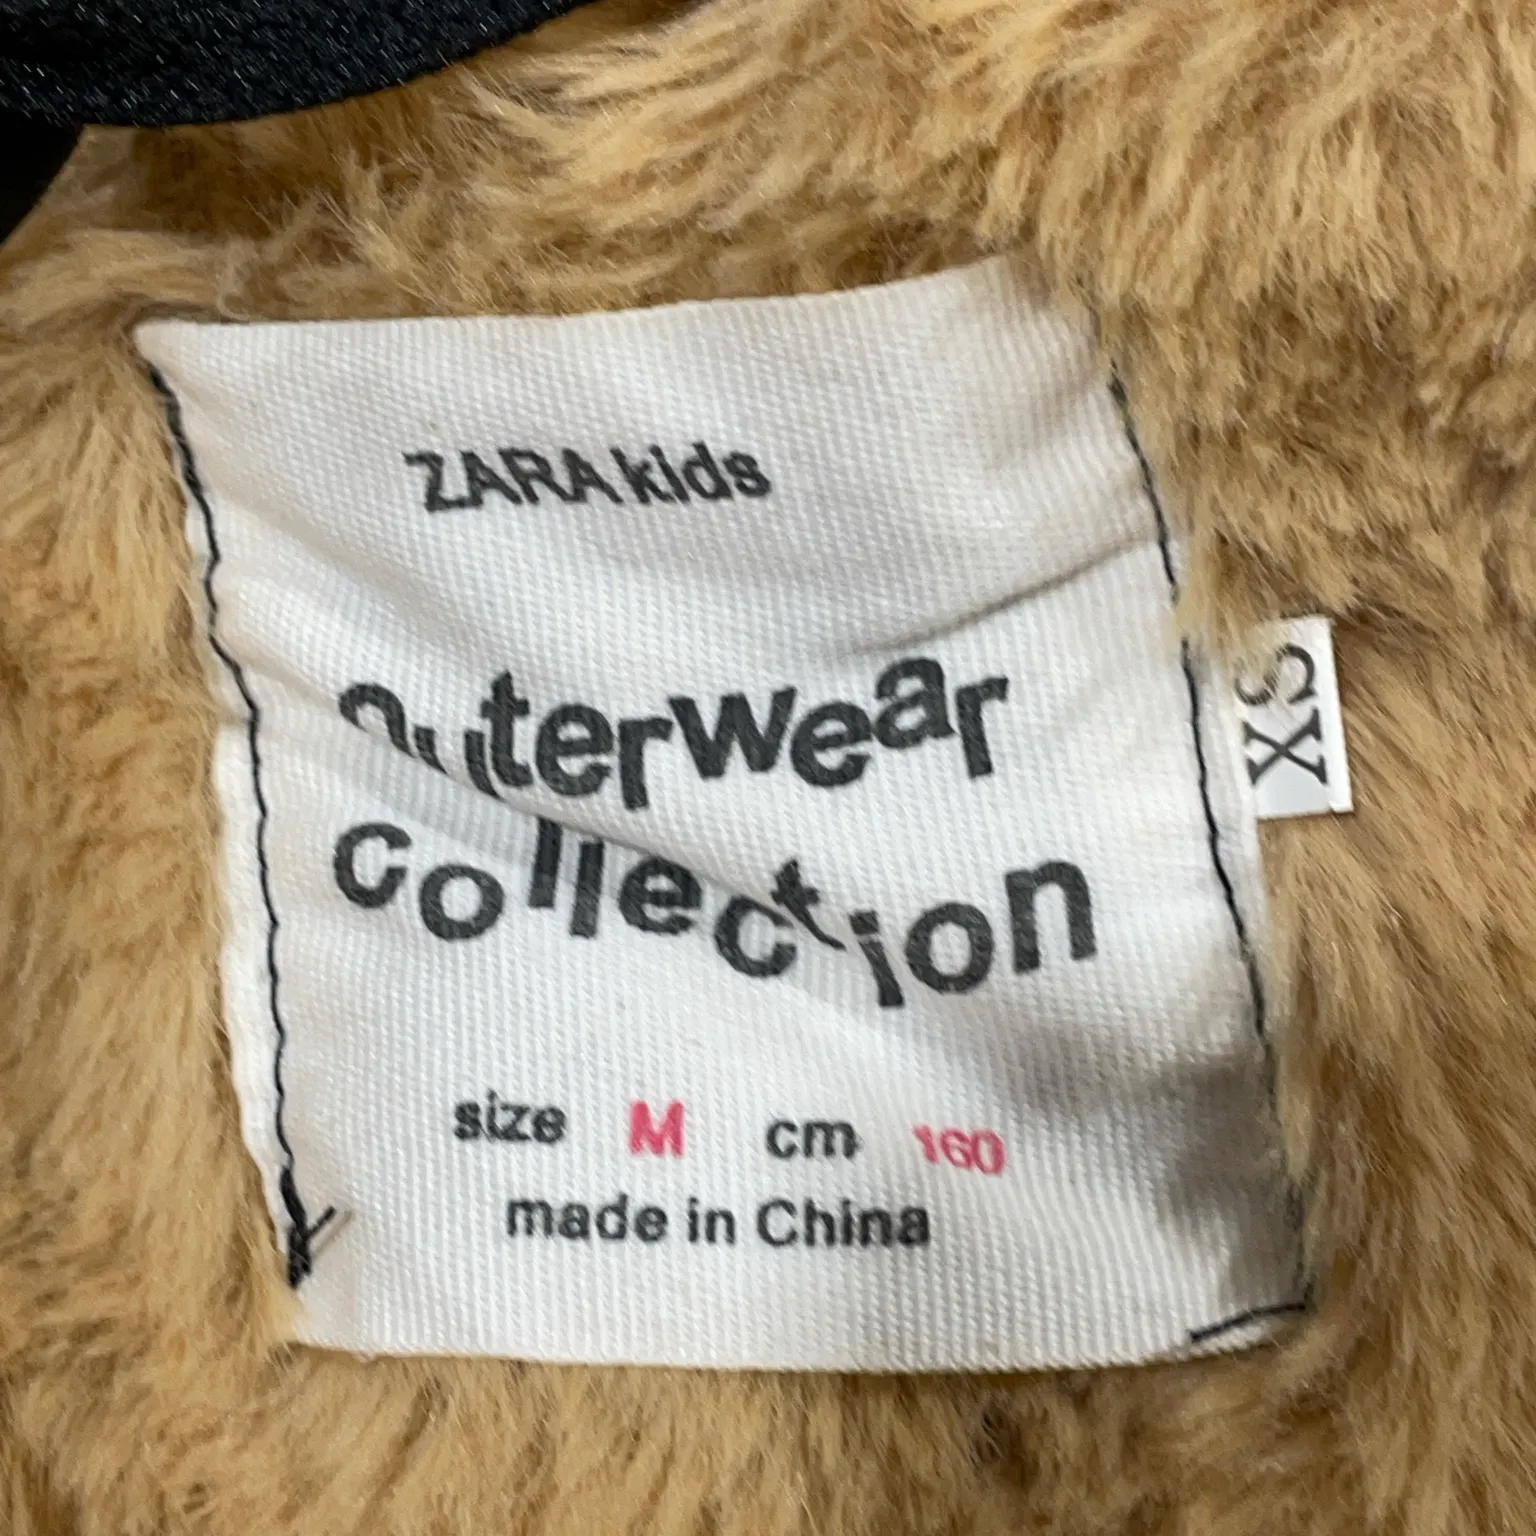 ZARA kids
outerwear
collection
size M cm 160
made in China
XS